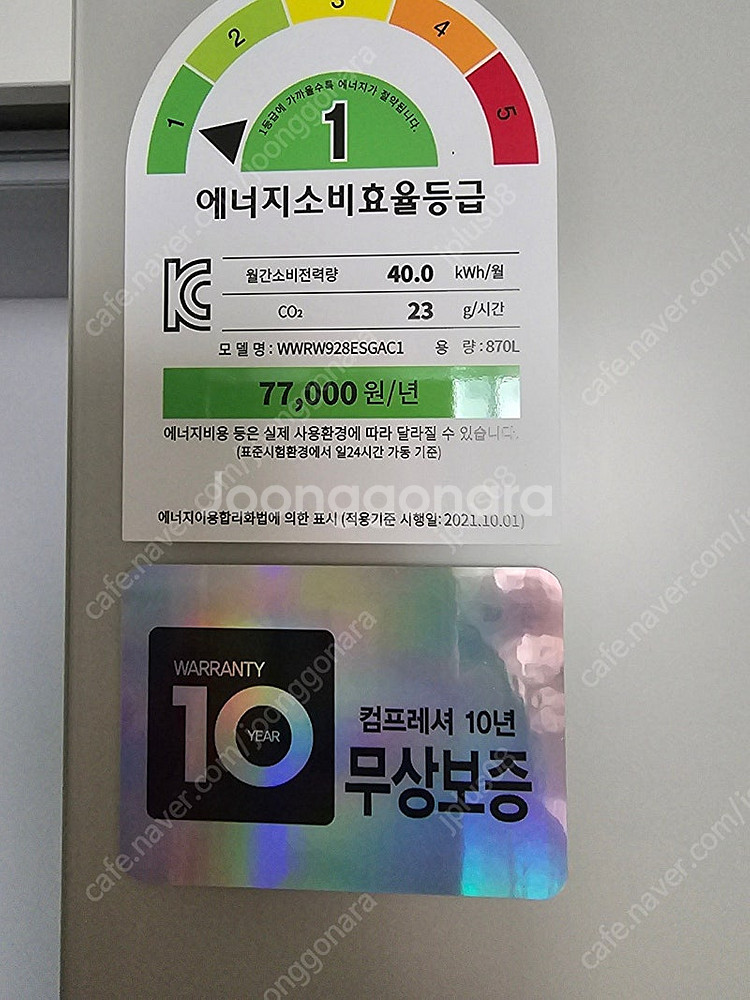 2
3
4
1
5
1등급에 가까울수록 에너지가 절약됩니다.
1
에너지소비효율등급
월간소비전력량 40.0 kWh/월
CO₂ 23 g/시간
모델명: WWRW928ESGAC1 용 량:870L
77,000원/년
에너지비용 등은 실제 사용환경에 따라 달라질 수 있습니다.
(표준시험환경에서 일24시간 가동 기준)
Joonggonara
에너지이용합리화법에 의한 표시 (적용기준 시행일: 2021.10.01)
WARRANTY
10
YEAR
컴프레셔 10년
무상보증
cafe.naver.com/joonggonara
jplus08